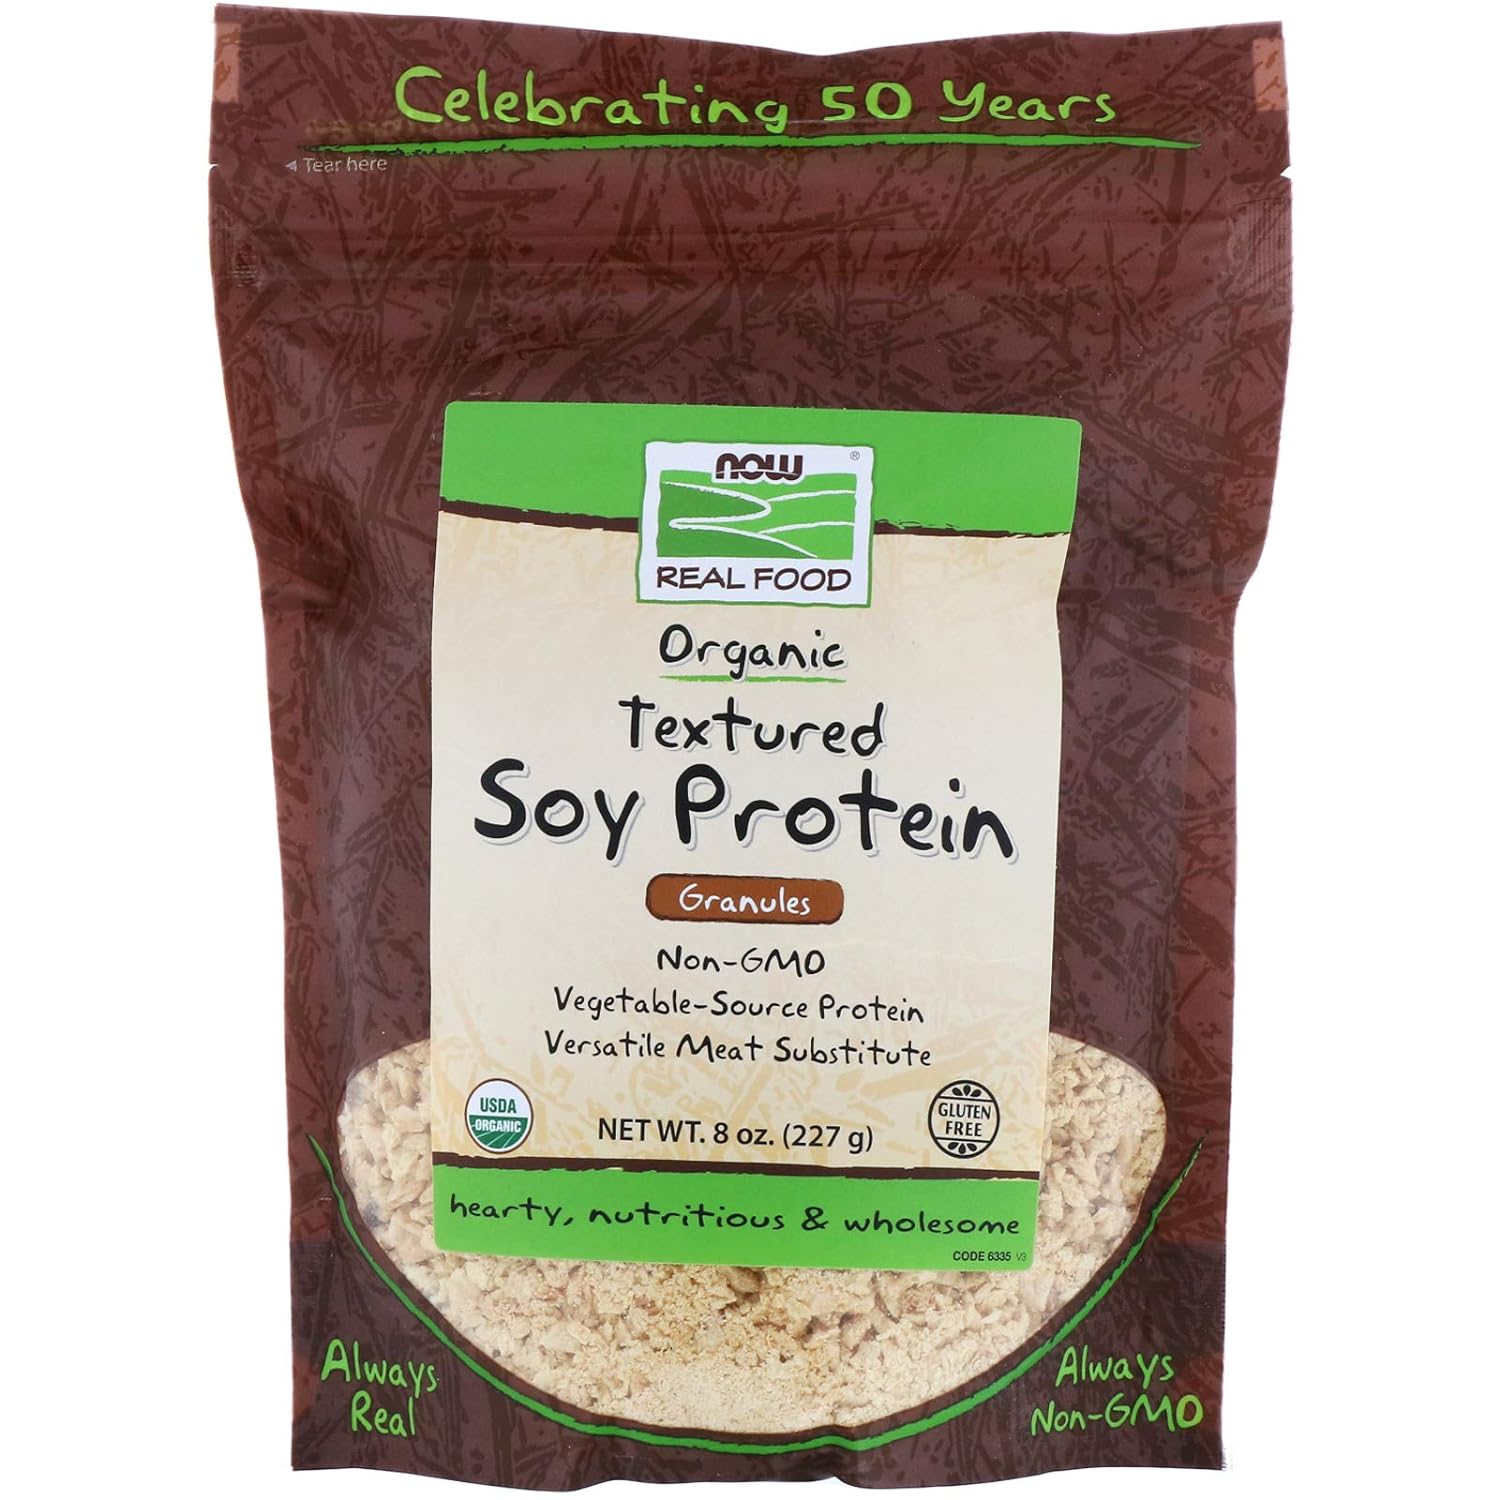 Celebrating 50 Years
Tear here
now®
REAL FOOD
Organic
Textured
Soy Protein
Granules
Non-GMO
Vegetable-Source Protein
Versatile Meat Substitute
USDA
ORGANIC
NET WT. 8 oz. (227 g)
GLUTEN
FREE
hearty, nutritious & wholesome
CODE 6335 V3
Always
Real
Always
Non-GMO